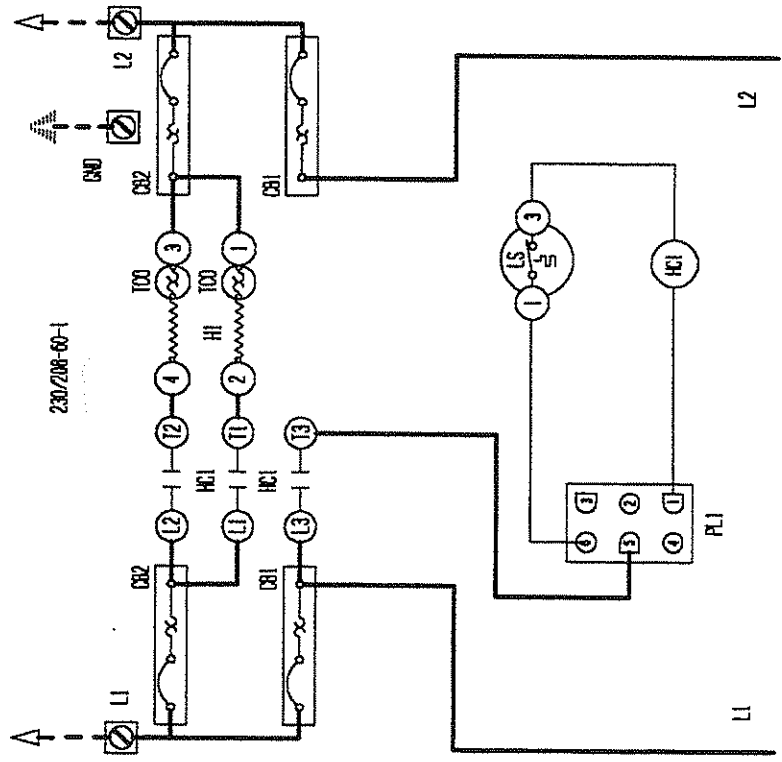 230/208-60-1
GND
L1
L2
CB2
TCO
CB2
L2
T2
4
3
HC1
H1
TCO
L1
T1
2
1
CB1
HC1
CB1
L3
T3
LS
1
3
6 3
5 2
4 1
HC1
PL1
L1
L2